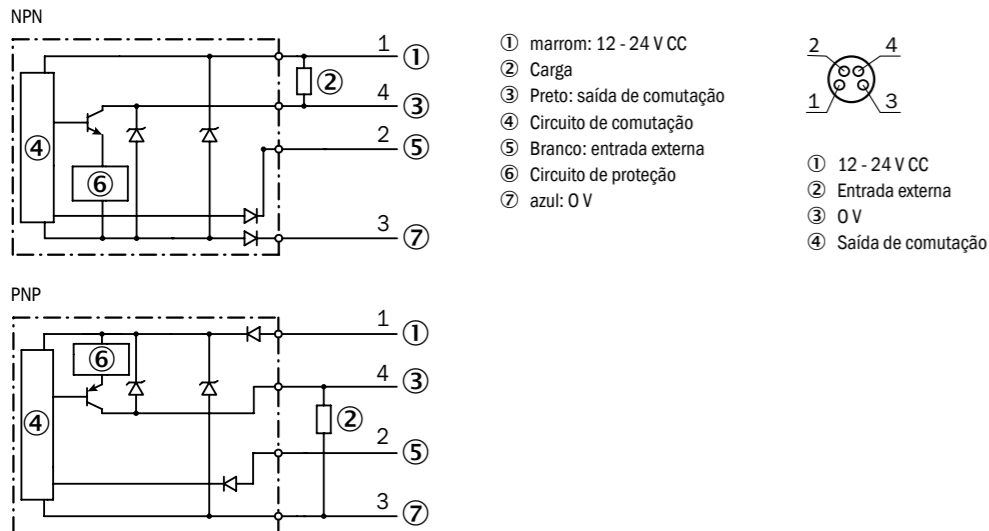 NPN
1 ①
②
4 ③
2 ⑤
④
⑥
3 ⑦
① marrom: 12 - 24 V CC
② Carga
③ Preto: saída de comutação
④ Circuito de comutação
⑤ Branco: entrada externa
⑥ Circuito de proteção
⑦ azul: 0 V
2 4
1 3
① 12 - 24 V CC
② Entrada externa
③ 0 V
④ Saída de comutação
PNP
1 ①
⑥
4 ③
④
②
2 ⑤
3 ⑦